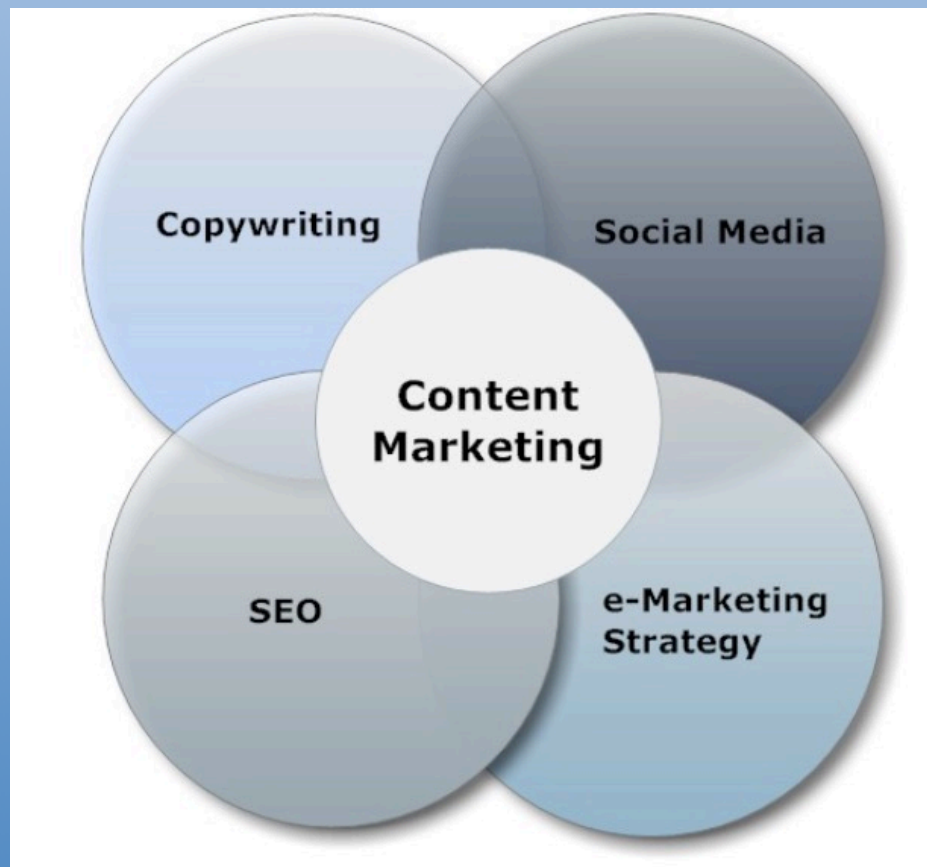 Copywriting
Social Media
Content
Marketing
SEO
e-Marketing
Strategy